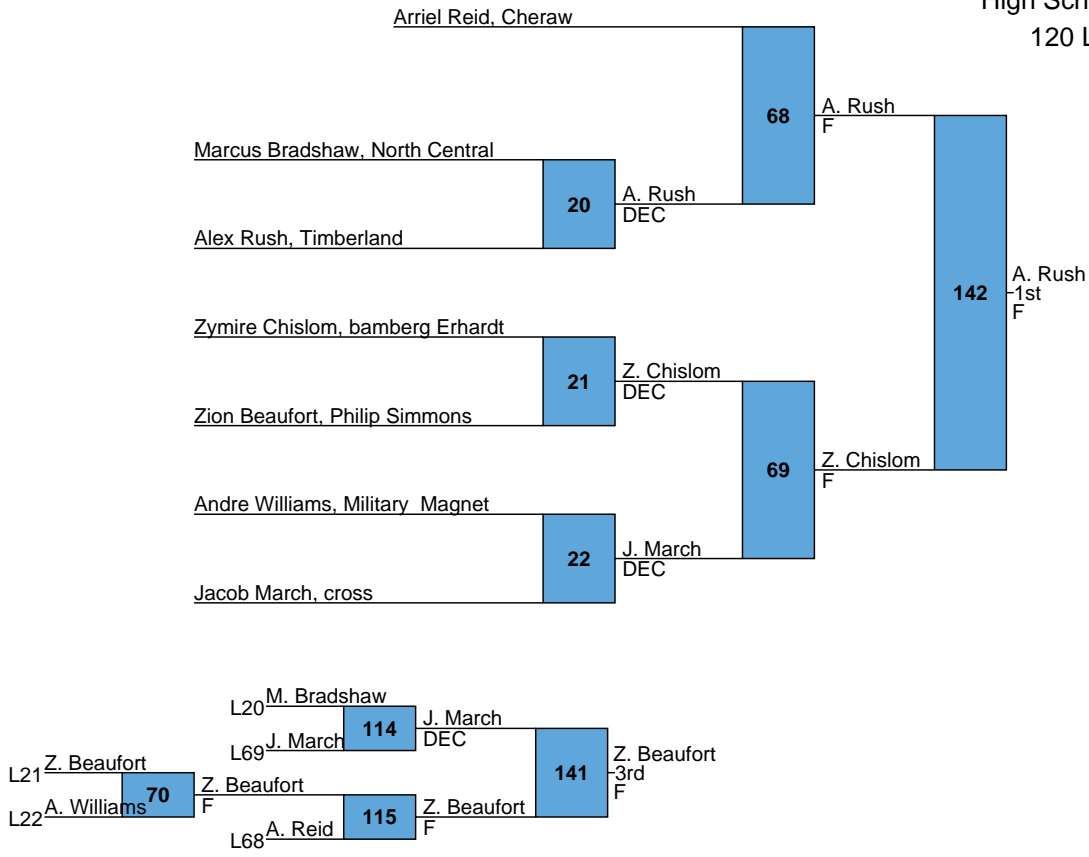 High Sch
120 L
Arriel Reid, Cheraw
68
A. Rush
F
Marcus Bradshaw, North Central
20
A. Rush
DEC
Alex Rush, Timberland
142
A. Rush
1st
F
Zymire Chislom, bamberg Erhardt
21
Z. Chislom
DEC
Zion Beaufort, Philip Simmons
69
Z. Chislom
F
Andre Williams, Military  Magnet
22
J. March
DEC
Jacob March, cross
L20 M. Bradshaw
114
J. March
DEC
L69 J. March
L21 Z. Beaufort
70
Z. Beaufort
F
L22 A. Williams
115
Z. Beaufort
F
L68 A. Reid
141
Z. Beaufort
3rd
F